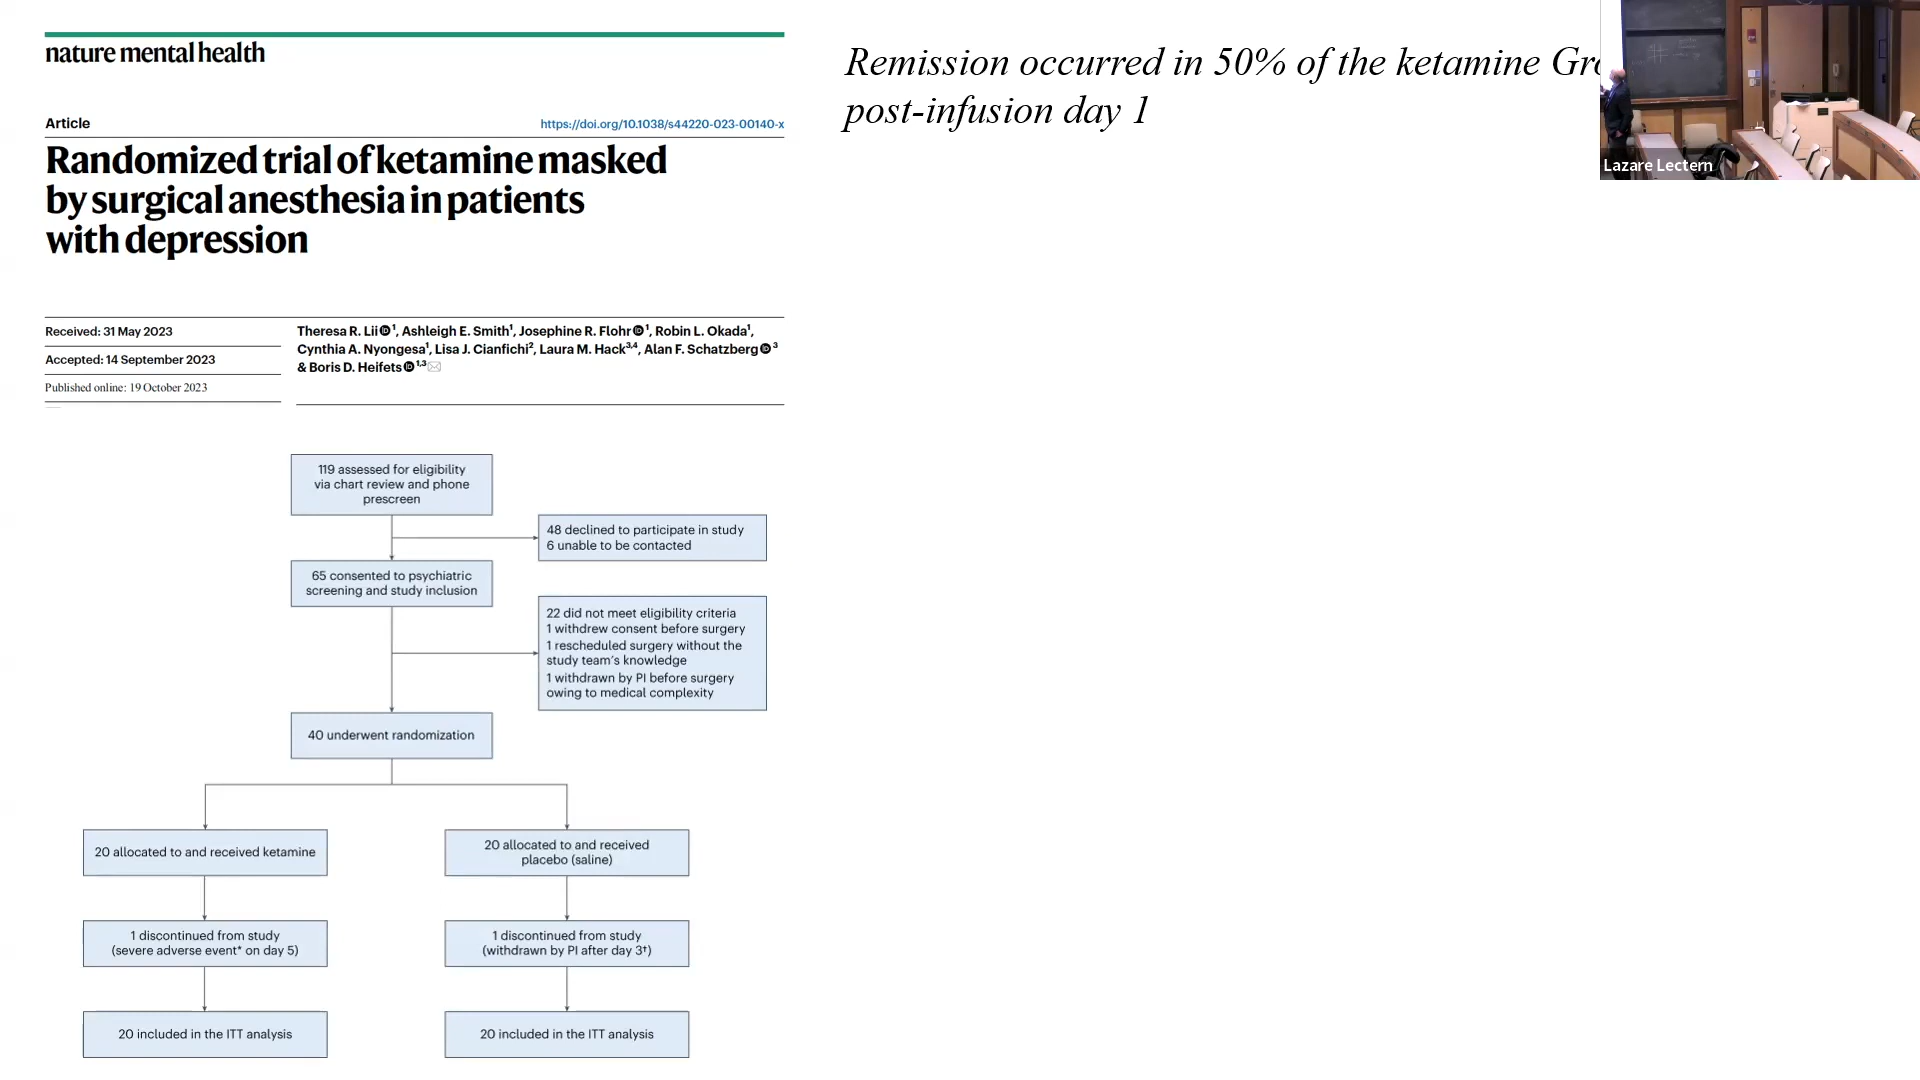 nature mental health
Article
https://doi.org/10.1038/s44220-023-00140-x
Randomized trial of ketamine masked
by surgical anesthesia in patients
with depression
Received: 31 May 2023
Accepted: 14 September 2023
Published online: 19 October 2023
Theresa R. Lii 1, Ashleigh E. Smith1, Josephine R. Flohr 1, Robin L. Okada1,
Cynthia A. Nyongesa1, Lisa J. Cianfichi2, Laura M. Hack3,4, Alan F. Schatzberg 3
& Boris D. Heifets 1,3
Remission occurred in 50% of the ketamine Gro
post-infusion day 1
Lazare Lectern
119 assessed for eligibility
via chart review and phone
prescreen
48 declined to participate in study
6 unable to be contacted
65 consented to psychiatric
screening and study inclusion
22 did not meet eligibility criteria
1 withdrew consent before surgery
1 rescheduled surgery without the
study team's knowledge
1 withdrawn by PI before surgery
owing to medical complexity
40 underwent randomization
20 allocated to and received ketamine
20 allocated to and received
placebo (saline)
1 discontinued from study
(severe adverse event* on day 5)
1 discontinued from study
(withdrawn by PI after day 3†)
20 included in the ITT analysis
20 included in the ITT analysis